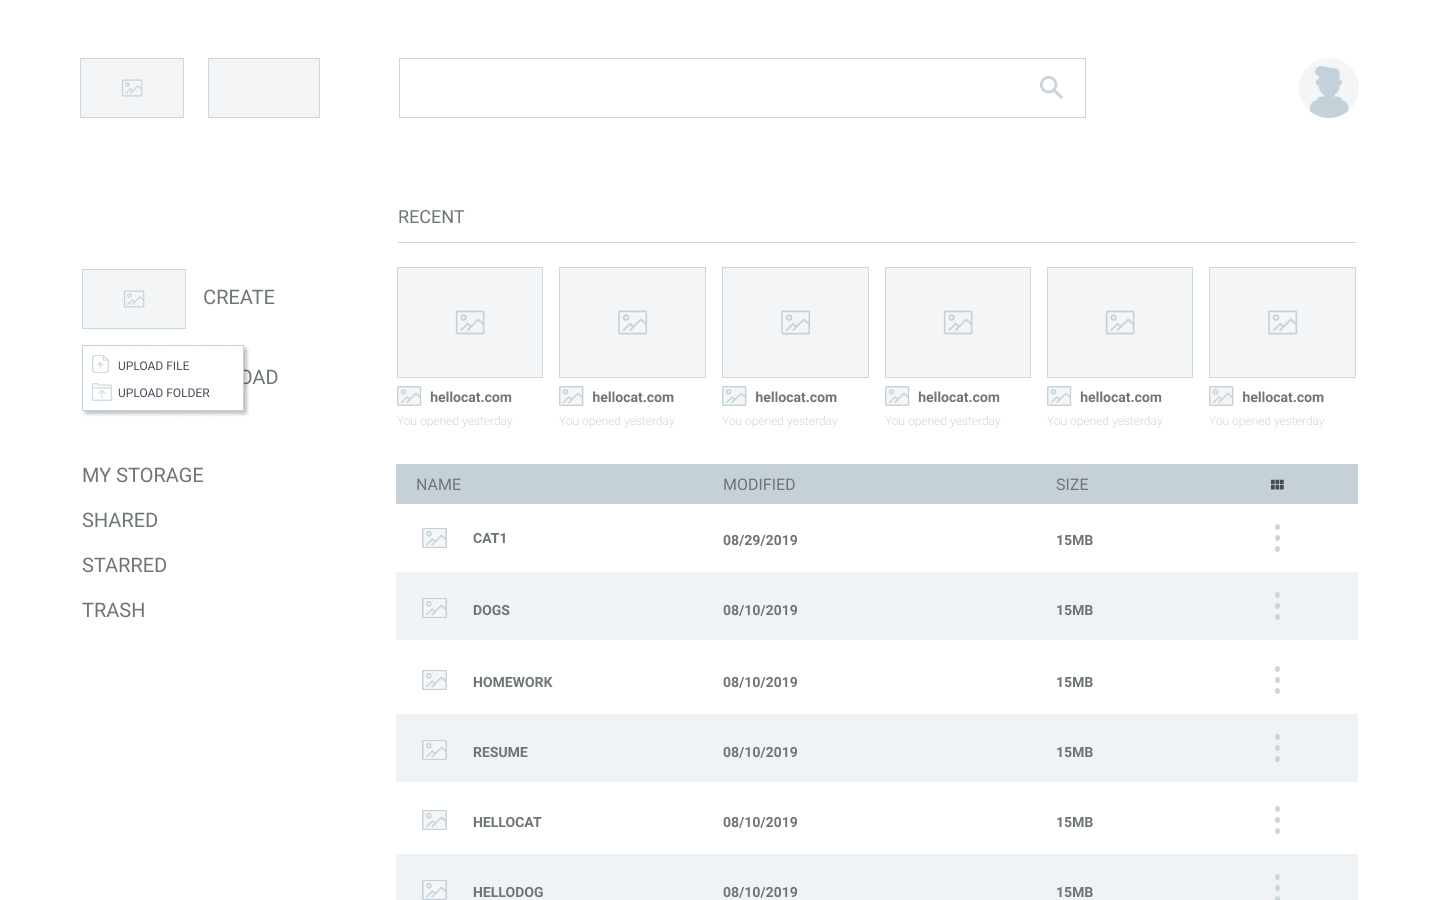 RECENT
CREATE
UPLOAD FILE
OAD
UPLOAD FOLDER
hellocat.com hellocat.com hellocat.com hellocat.com hellocat.com hellocat.com
You opened yesterday You opened yesterday You opened yesterday You opened yesterday You opened yesterday You opened yesterday
MY STORAGE
SHARED
STARRED
TRASH
NAME MODIFIED SIZE
CAT1 08/29/2019 15MB
DOGS 08/10/2019 15MB
HOMEWORK 08/10/2019 15MB
RESUME 08/10/2019 15MB
HELLOCAT 08/10/2019 15MB
HELLODOG 08/10/2019 15MB